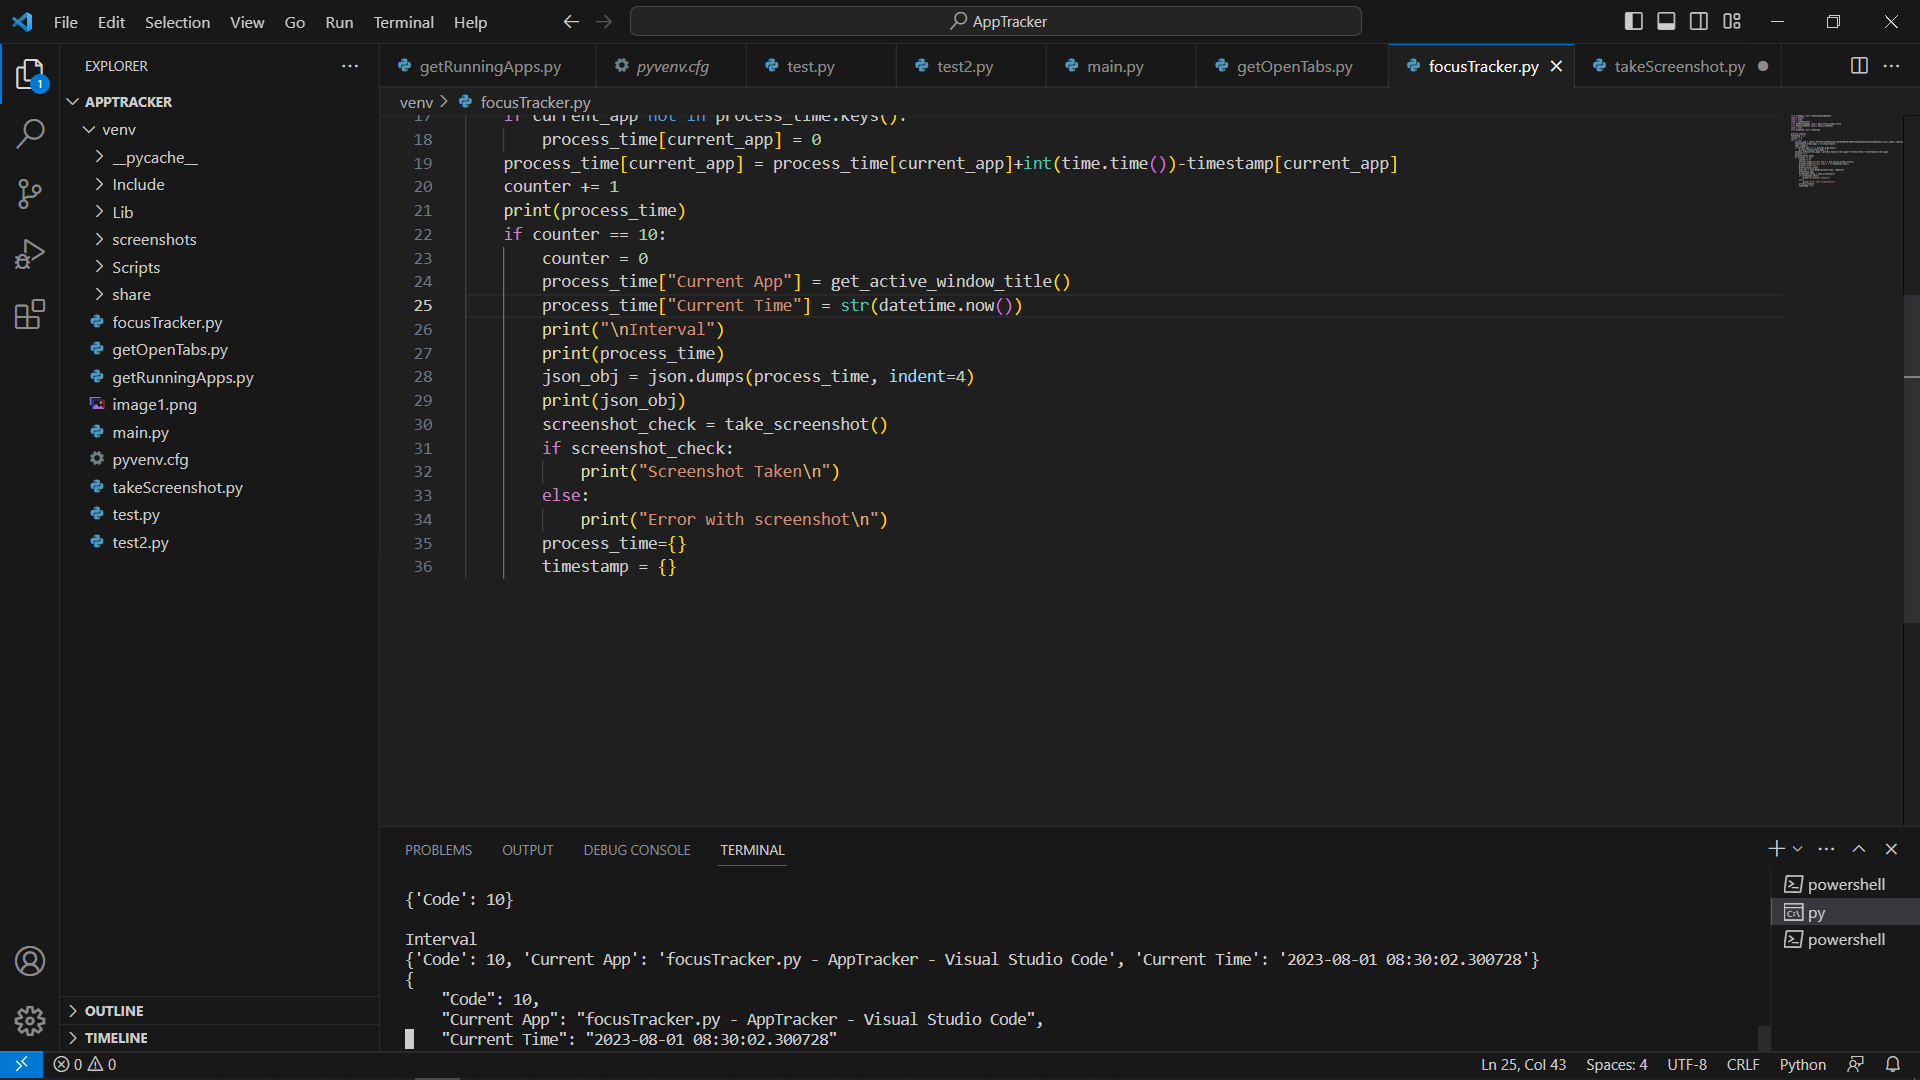 File Edit Selection View Go Run Terminal Help
AppTracker
EXPLORER
1
APPTRACKER
venv
__pycache__
Include
Lib
screenshots
Scripts
share
focusTracker.py
getOpenTabs.py
getRunningApps.py
image1.png
main.py
pyvenv.cfg
takeScreenshot.py
test.py
test2.py
OUTLINE
TIMELINE
getRunningApps.py pyvenv.cfg test.py test2.py main.py getOpenTabs.py focusTracker.py takeScreenshot.py
venv > focusTracker.py
17 if current_app not in process_time.keys():
18 process_time[current_app] = 0
19 process_time[current_app] = process_time[current_app]+int(time.time())-timestamp[current_app]
20 counter += 1
21 print(process_time)
22 if counter == 10:
23 counter = 0
24 process_time["Current App"] = get_active_window_title()
25 process_time["Current Time"] = str(datetime.now())
26 print("\nInterval")
27 print(process_time)
28 json_obj = json.dumps(process_time, indent=4)
29 print(json_obj)
30 screenshot_check = take_screenshot()
31 if screenshot_check:
32 print("Screenshot Taken\n")
33 else:
34 print("Error with screenshot\n")
35 process_time={}
36 timestamp = {}
PROBLEMS OUTPUT DEBUG CONSOLE TERMINAL
{'Code': 10}
Interval
{'Code': 10, 'Current App': 'focusTracker.py - AppTracker - Visual Studio Code', 'Current Time': '2023-08-01 08:30:02.300728'}
{
"Code": 10,
"Current App": "focusTracker.py - AppTracker - Visual Studio Code",
"Current Time": "2023-08-01 08:30:02.300728"
powershell
py
powershell
0 0
Ln 25, Col 43 Spaces: 4 UTF-8 CRLF Python